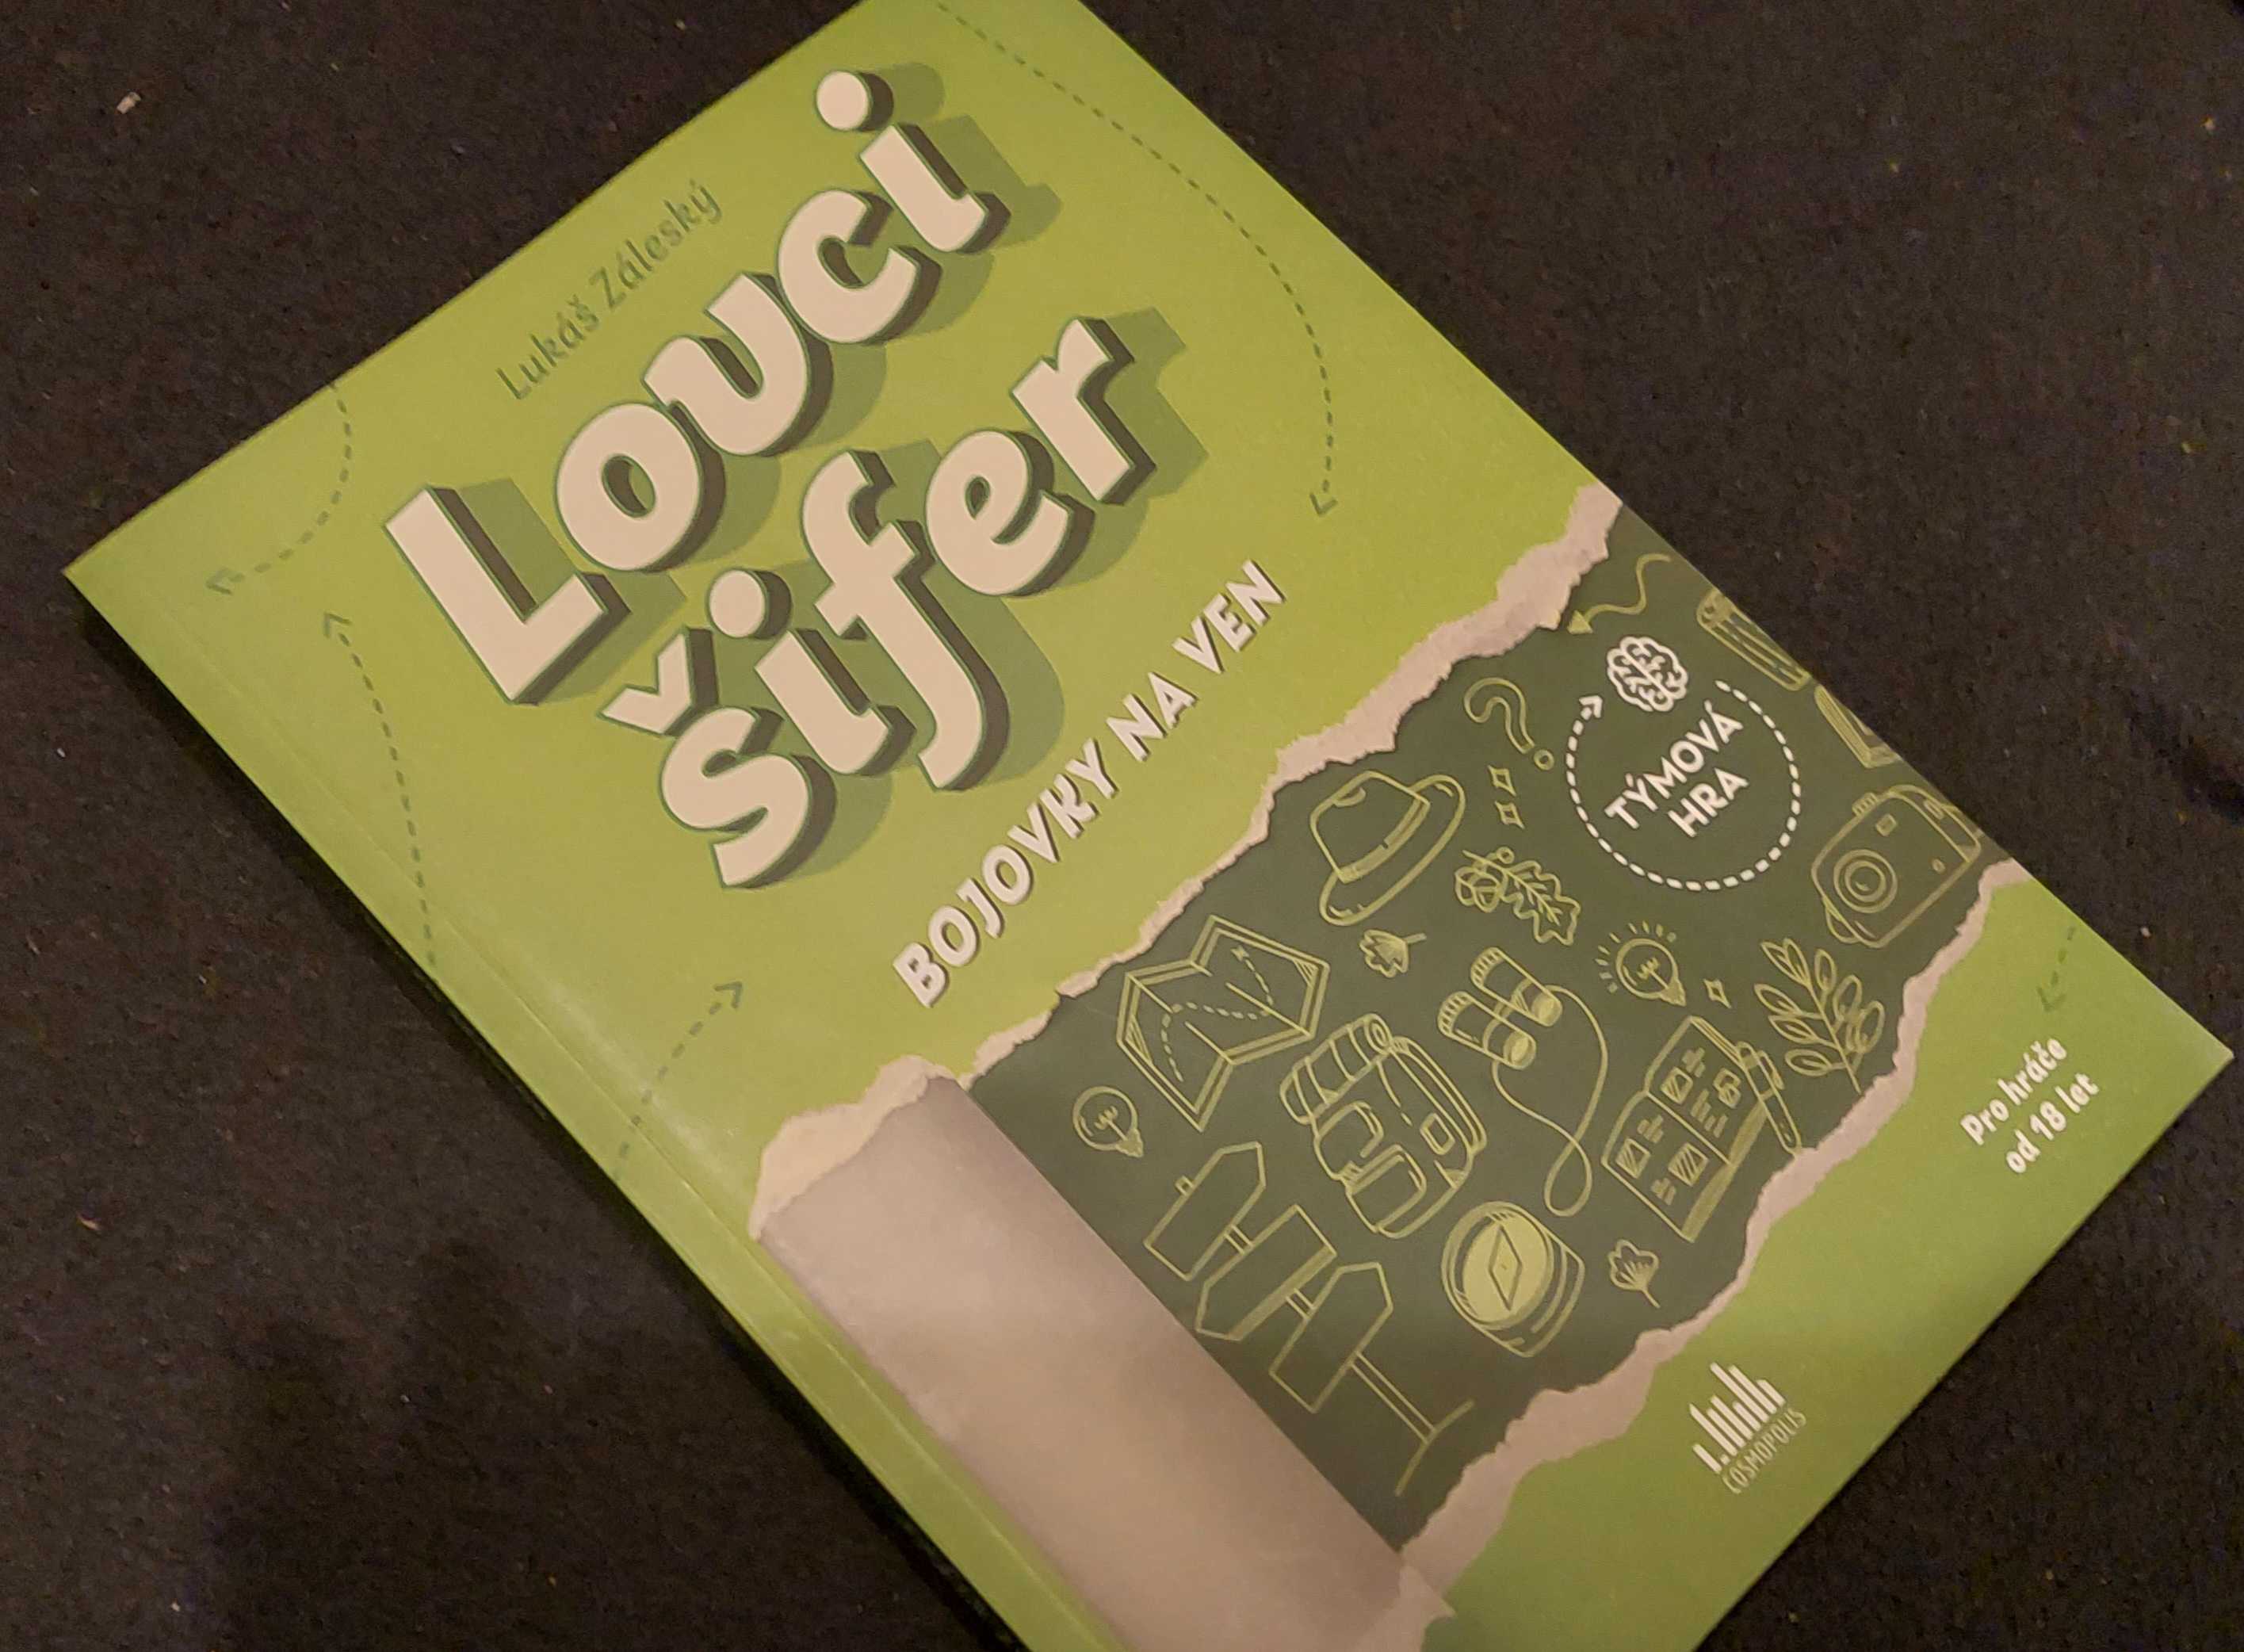 Lukáš Záleský
Lovci
šifer
BOJOVKY NA VEN
TÝMOVÁ
HRA
Pro hráče
od 18 let
COSMOPOLIS